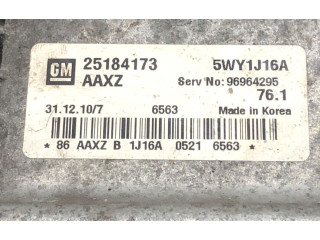 GM 25184173 5WY1J16A
AAXZ Serv No: 96964295
76.1
31.12.10/7 6563 Made in Korea
* 86 AAXZ B 1J16A 0521 6563 *